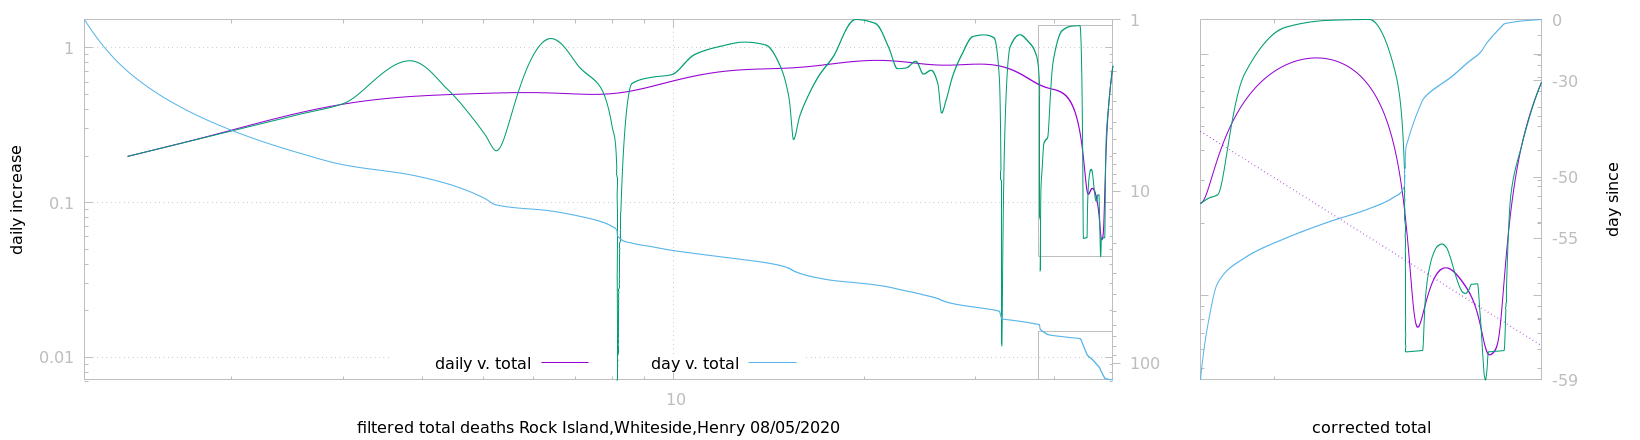 daily increase
1
0.1
0.01
daily v. total
day v. total
10
filtered total deaths Rock Island,Whiteside,Henry 08/05/2020
1
10
100
0
-30
-50
-55
-59
day since
corrected total